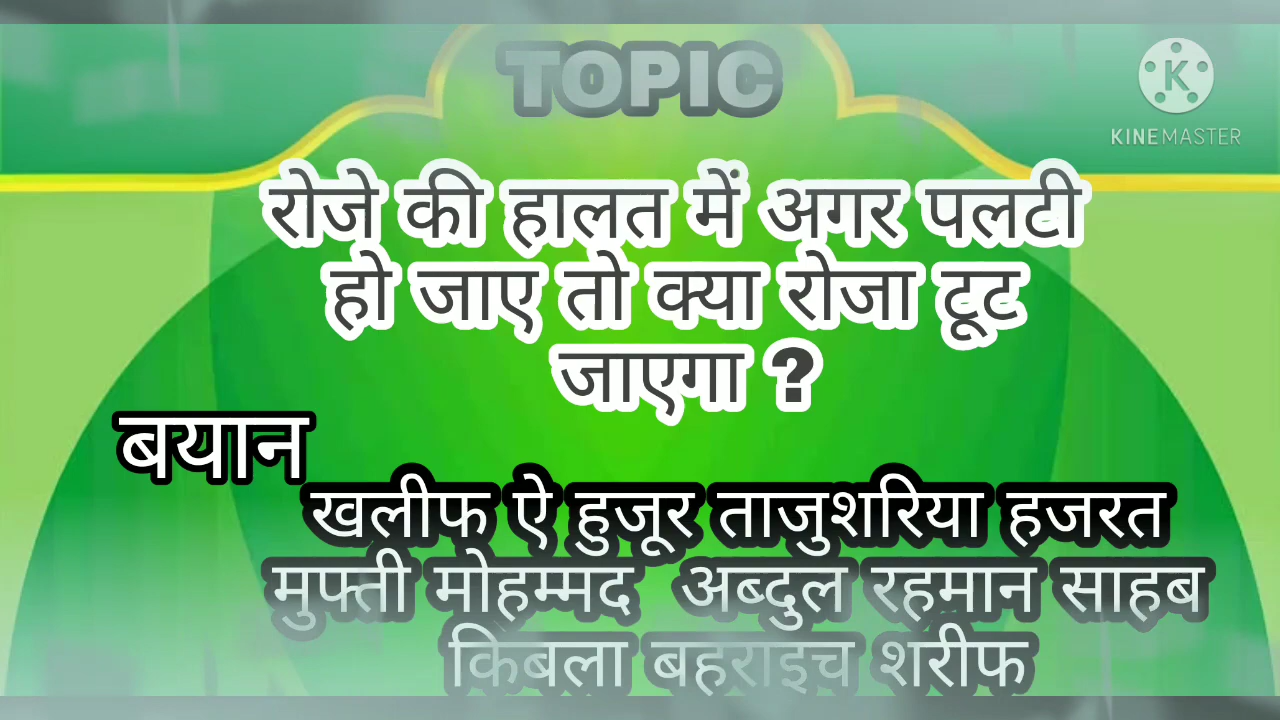 TOPIC
KINEMASTER
रोजे की हालत में अगर पलटी
हो जाए तो क्या रोजा टूट
जाएगा ?
बयान
खलीफ ऐ हुजूर ताजुशरिया हजरत
मुफ्ती मोहम्मद अब्दुल रहमान साहब
किबला बहराइच शरीफ